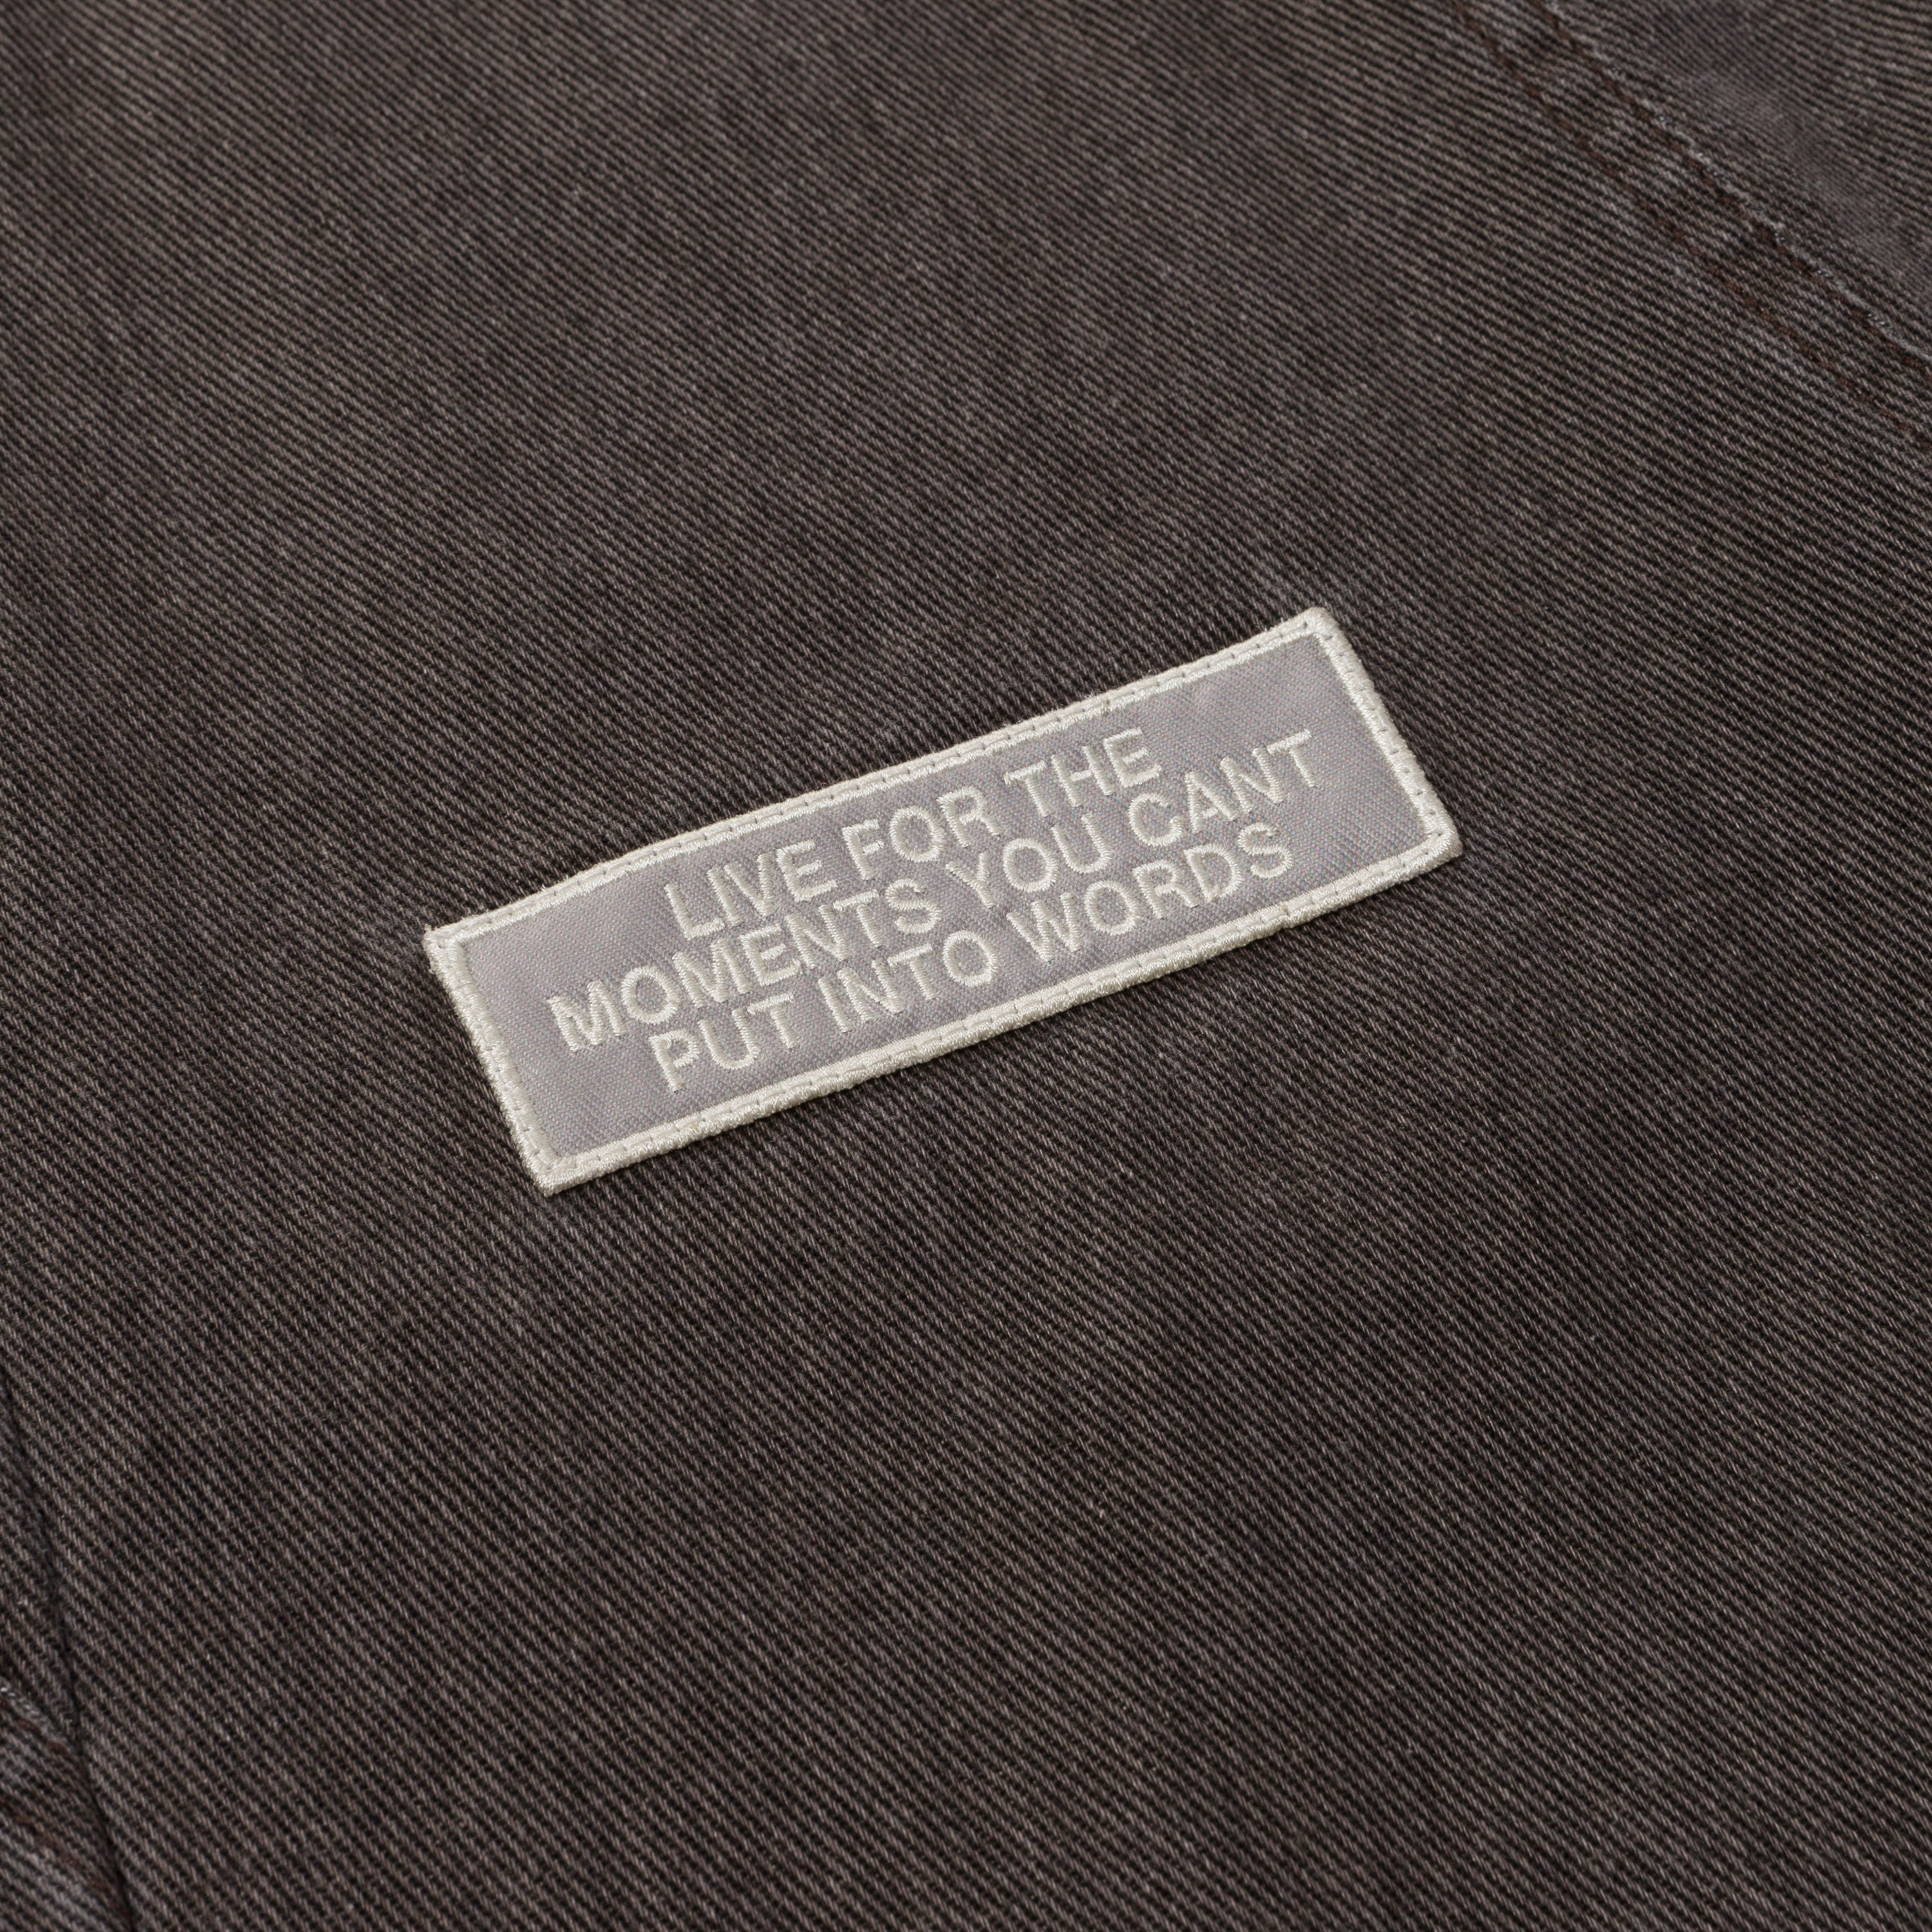 LIVE FOR THE
MOMENTS YOU CANT
PUT INTO WORDS